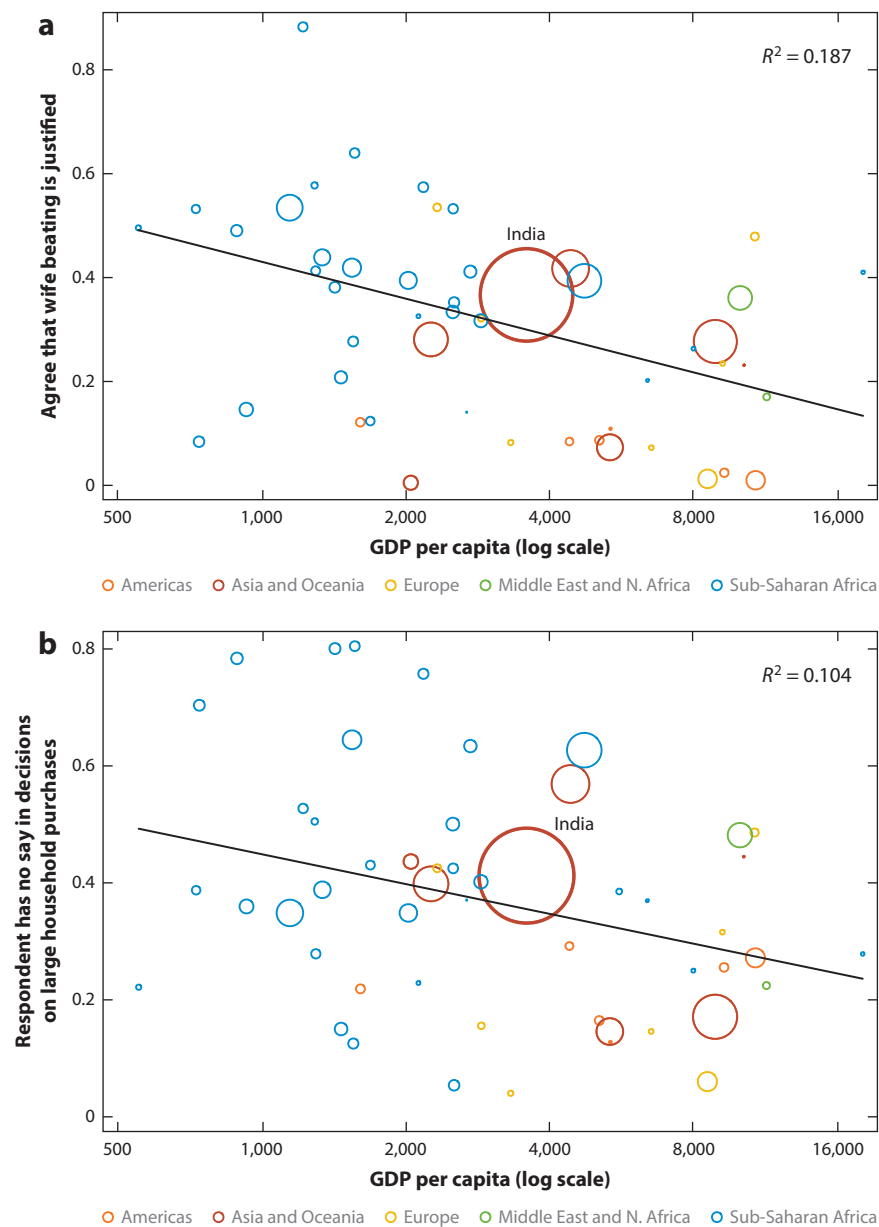 a
R² = 0.187
0.8
0.6
0.4
0.2
0
Agree that wife beating is justified
India
500
1,000
2,000
4,000
8,000
16,000
GDP per capita (log scale)
Americas
Asia and Oceania
Europe
Middle East and N. Africa
Sub-Saharan Africa
b
R² = 0.104
0.8
0.6
0.4
0.2
0
Respondent has no say in decisions
on large household purchases
India
500
1,000
2,000
4,000
8,000
16,000
GDP per capita (log scale)
Americas
Asia and Oceania
Europe
Middle East and N. Africa
Sub-Saharan Africa